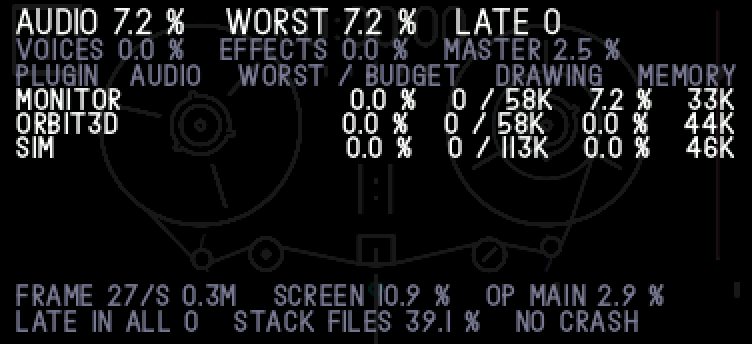 AUDIO 7.2 % WORST 7.2 % LATE 0
VOICES 0.0 % EFFECTS 0.0 % MASTER 2.5 %
PLUGIN AUDIO WORST / BUDGET DRAWING MEMORY
MONITOR 0.0 % 0 / 58K 7.2 % 33K
ORBIT3D 0.0 % 0 / 58K 0.0 % 44K
SIM 0.0 % 0 / 113K 0.0 % 46K
FRAME 27/S 0.3M SCREEN 10.9 % OP MAIN 2.9 %
LATE IN ALL 0 STACK FILES 39.1 % NO CRASH